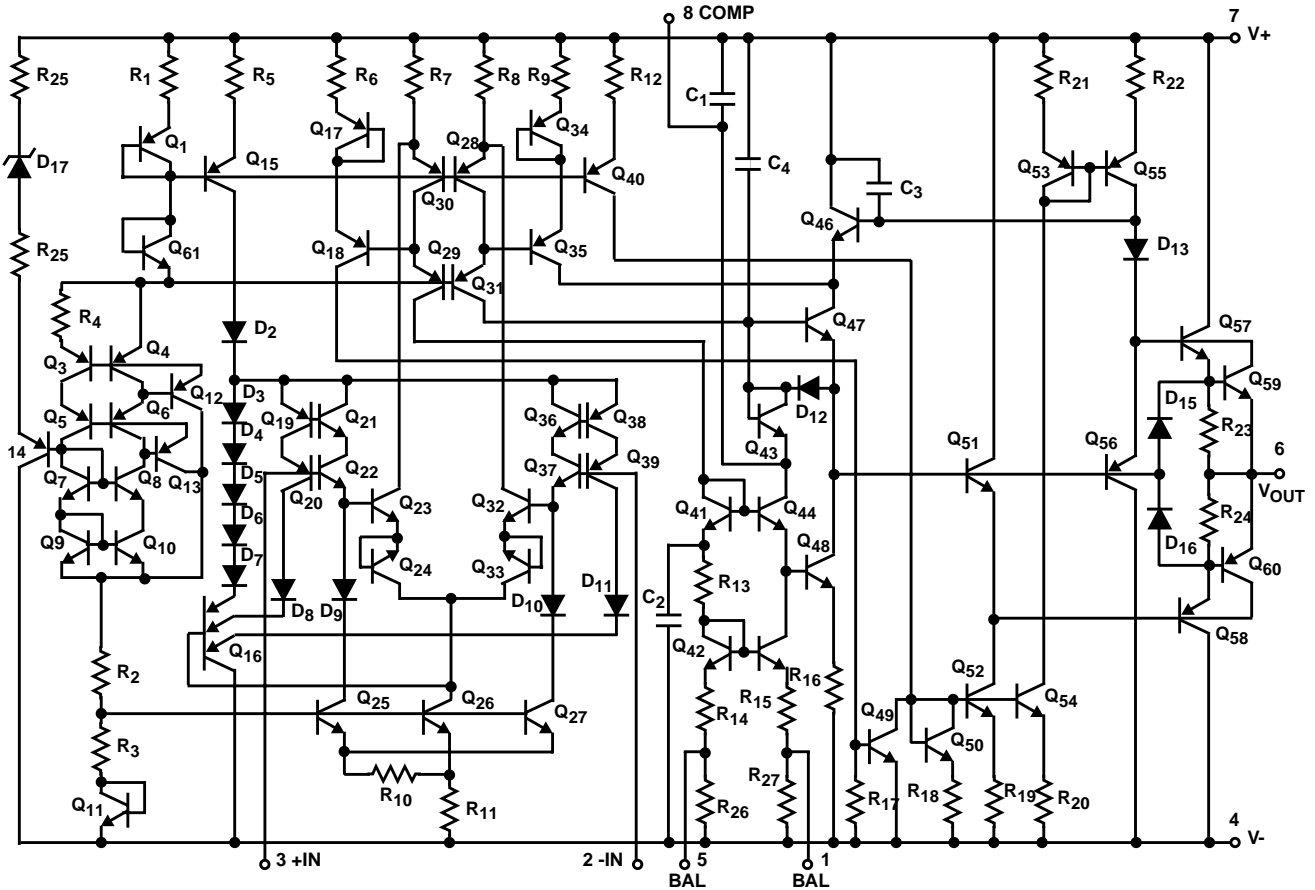 8 COMP
7
V+
R25
R1
R5
R6
R7
R8
R9
R12
C1
R21
R22
Q1
Q17
Q28
Q34
D17
Q15
Q30
Q40
C4
C3
Q53
Q55
R25
Q61
Q18
Q29
Q35
Q46
D13
Q31
R4
D2
Q47
Q57
Q3
Q4
Q12
Q59
D3
D12
Q5
Q6
Q19
Q21
Q36
Q38
D15
D4
Q43
R23
14
Q51
Q56
6
D5
Q22
Q37
Q39
Q7
Q8
Q13
Q20
VOUT
D6
Q23
Q32
Q41
Q44
R24
Q9
Q10
D7
Q24
Q33
Q48
D16
Q60
D8
D9
D10
D11
C2
R13
Q16
Q42
Q58
R2
R16
Q52
Q25
Q26
Q27
R14
R15
Q49
Q54
R3
Q50
R10
R27
Q11
R11
R26
R17
R18
R19
R20
4
V-
3 +IN
2 -IN
5
BAL
1
BAL